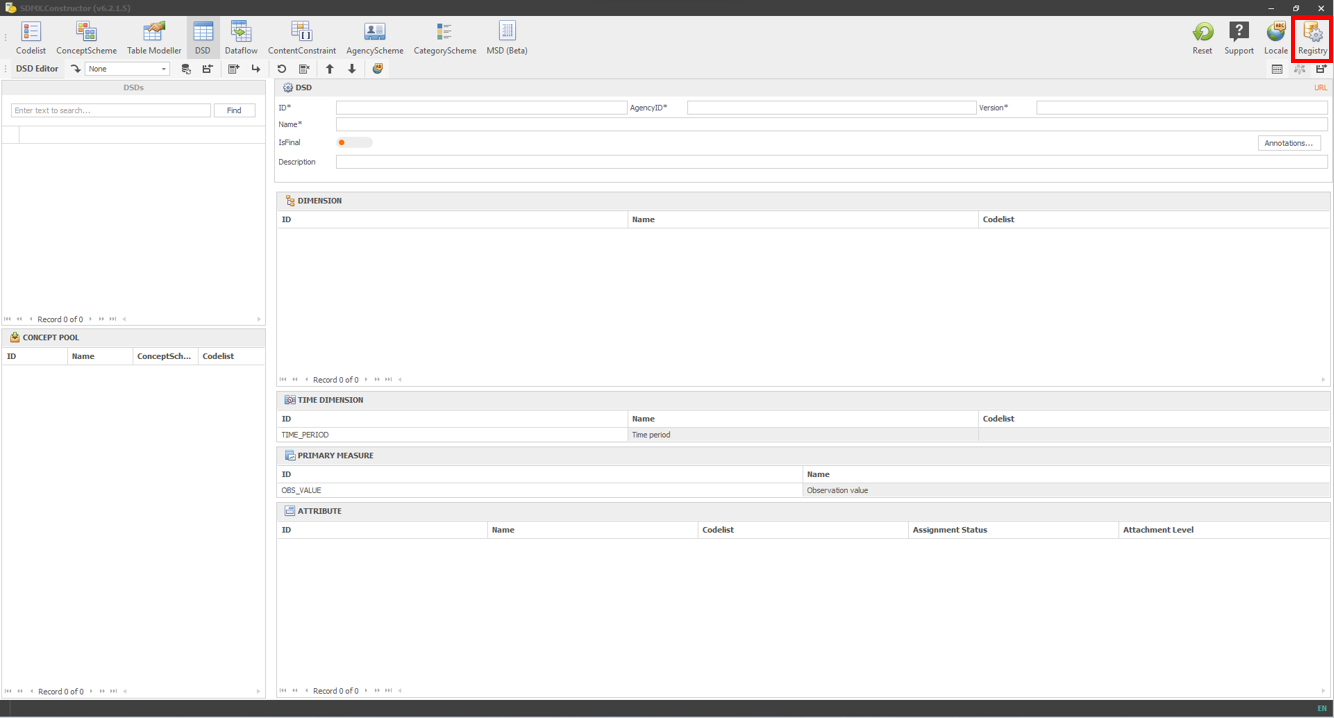 SDMX.Constructor (v6.2.1.5)
Codelist ConceptScheme Table Modeller DSD Dataflow ContentConstraint AgencyScheme CategoryScheme MSD (Beta) Reset Support Locale Registry
DSD Editor None
DSDs
Enter text to search... Find
Record 0 of 0
CONCEPT POOL
ID Name ConceptSch... Codelist
Record 0 of 0
DSD URL
ID* AgencyID* Version*
Name*
IsFinal Annotations...
Description
DIMENSION
ID Name Codelist
Record 0 of 0
TIME DIMENSION
ID Name Codelist
TIME_PERIOD Time period
PRIMARY MEASURE
ID Name
OBS_VALUE Observation value
ATTRIBUTE
ID Name Codelist Assignment Status Attachment Level
Record 0 of 0
EN